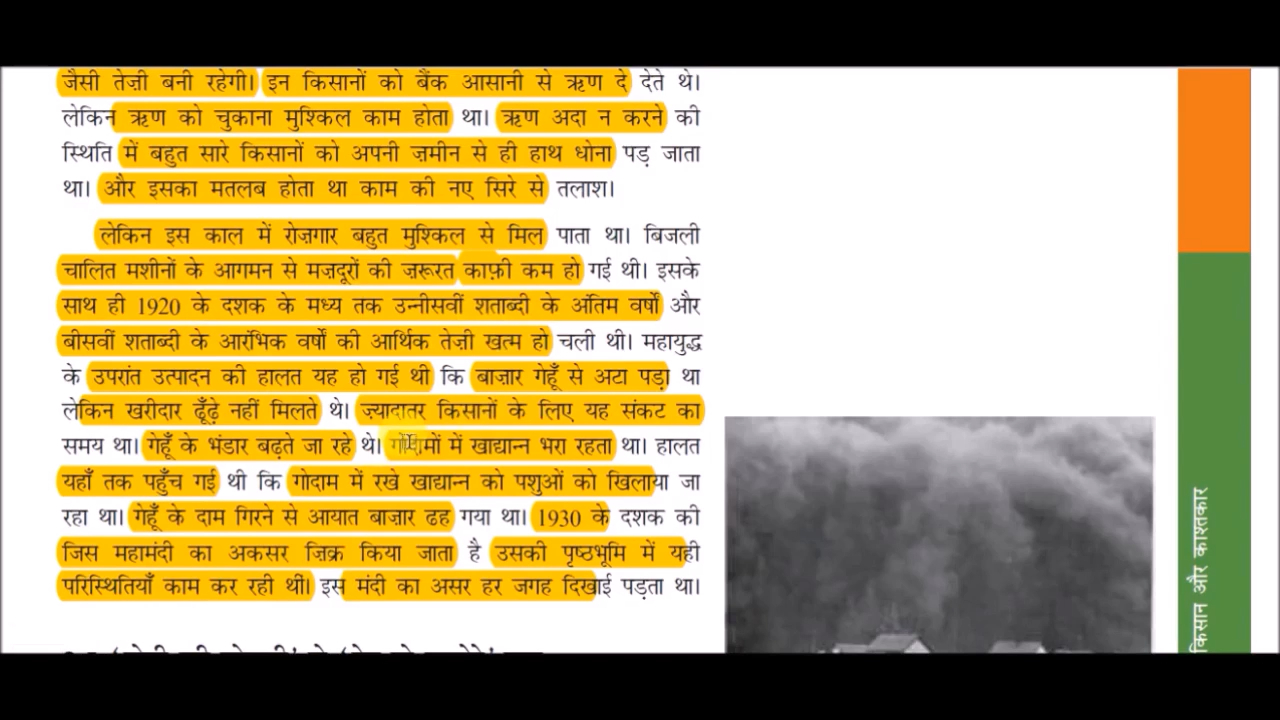 जैसी तेज़ी बनी रहेगी। इन किसानों को बैंक आसानी से ऋण दे देते थे।
लेकिन ऋण को चुकाना मुश्किल काम होता था। ऋण अदा न करने की
स्थिति में बहुत सारे किसानों को अपनी ज़मीन से ही हाथ धोना पड़ जाता
था। और इसका मतलब होता था काम की नए सिरे से तलाश।
लेकिन इस काल में रोज़गार बहुत मुश्किल से मिल पाता था। बिजली
चालित मशीनों के आगमन से मज़दूरों की ज़रूरत काफ़ी कम हो गई थी। इसके
साथ ही 1920 के दशक के मध्य तक उन्नीसवीं शताब्दी के अंतिम वर्षों और
बीसवीं शताब्दी के आरंभिक वर्षों की आर्थिक तेज़ी खत्म हो चली थी। महायुद्ध
के उपरांत उत्पादन की हालत यह हो गई थी कि बाज़ार गेहूँ से अटा पड़ा था
लेकिन खरीदार ढूँढ़े नहीं मिलते थे। ज़्यादातर किसानों के लिए यह संकट का
समय था। गेहूँ के भंडार बढ़ते जा रहे थे। गोदामों में खाद्यान्न भरा रहता था। हालत
यहाँ तक पहुँच गई थी कि गोदाम में रखे खाद्यान्न को पशुओं को खिलाया जा
रहा था। गेहूँ के दाम गिरने से आयात बाज़ार ढह गया था। 1930 के दशक की
जिस महामंदी का अकसर ज़िक्र किया जाता है उसकी पृष्ठभूमि में यही
परिस्थितियाँ काम कर रही थीं। इस मंदी का असर हर जगह दिखाई पड़ता था।
किसान और काश्तकार